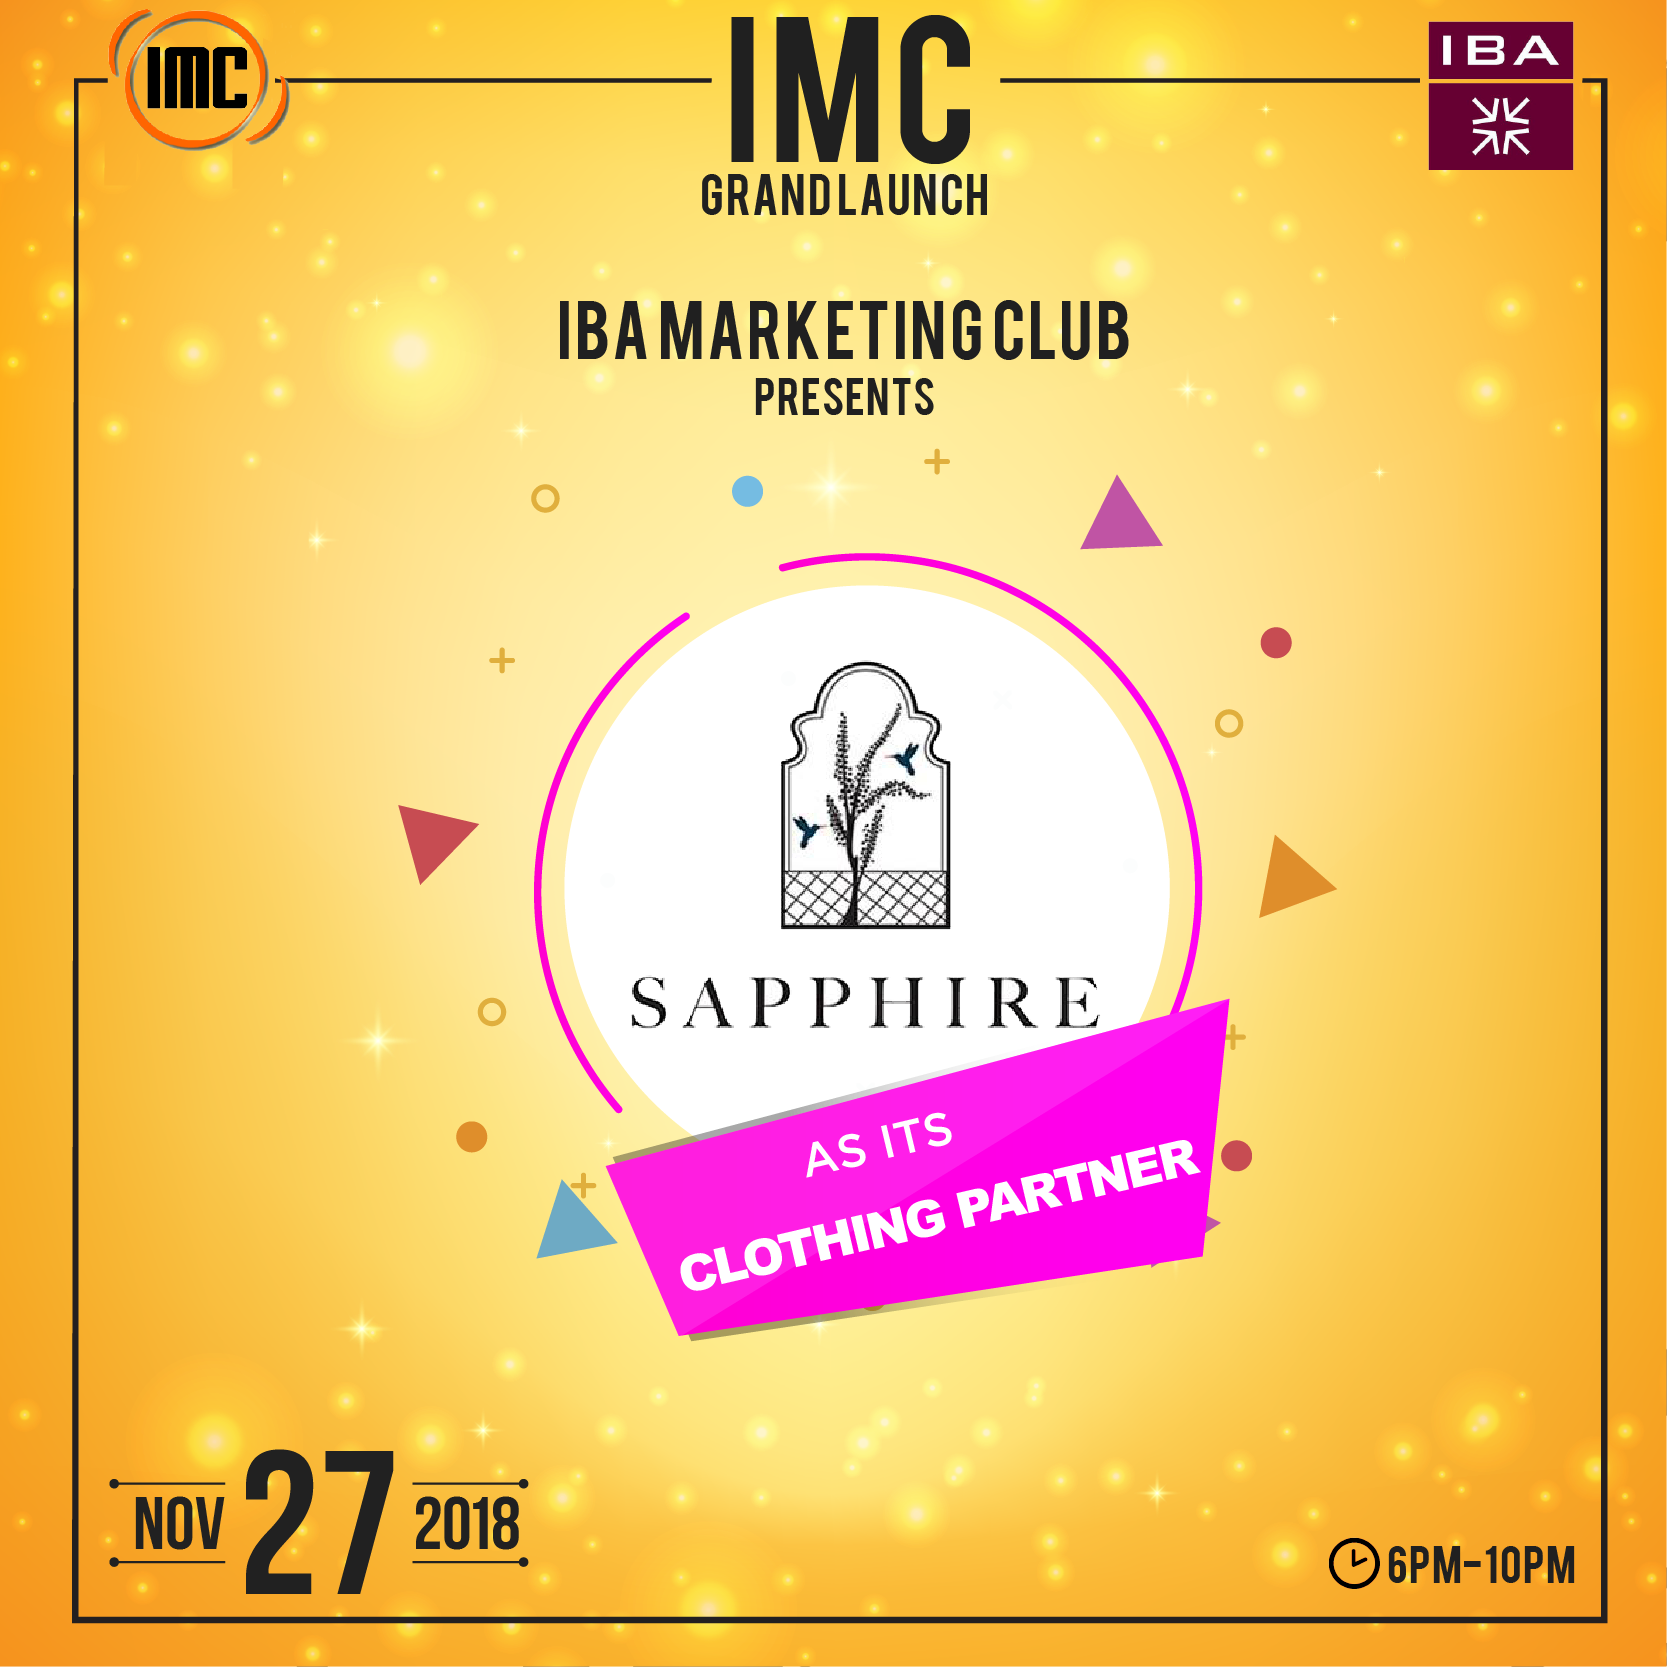 IMC
IMC
IBA
GRAND LAUNCH
IBA MARKETING CLUB
PRESENTS
SAPPHIRE
AS ITS
CLOTHING PARTNER
NOV 27 2018
6PM-10PM